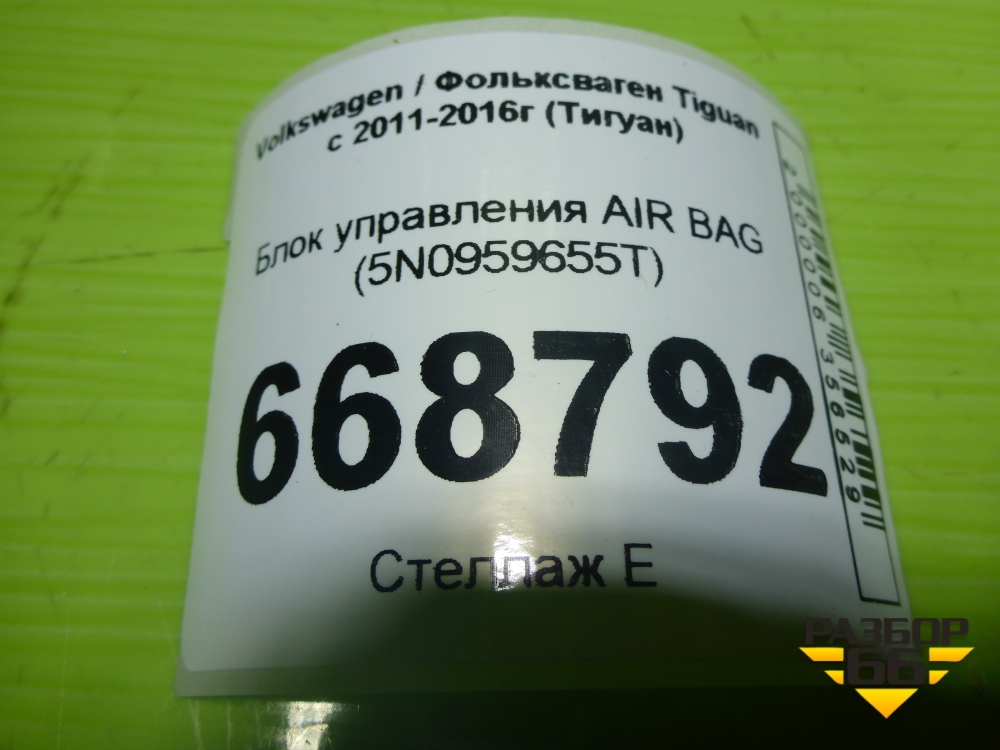 Volkswagen / Фольксваген Tiguan
с 2011-2016г (Тигуан)
Блок управления AIR BAG
(5N0959655T)
668792
Стеллаж Е
РАЗБОР
66